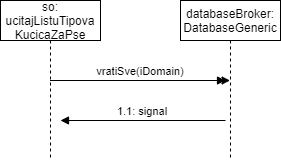 so:
ucitajListuTipova
KucicaZaPse
databaseBroker:
DatabaseGeneric
vratiSve(iDomain)
1.1: signal